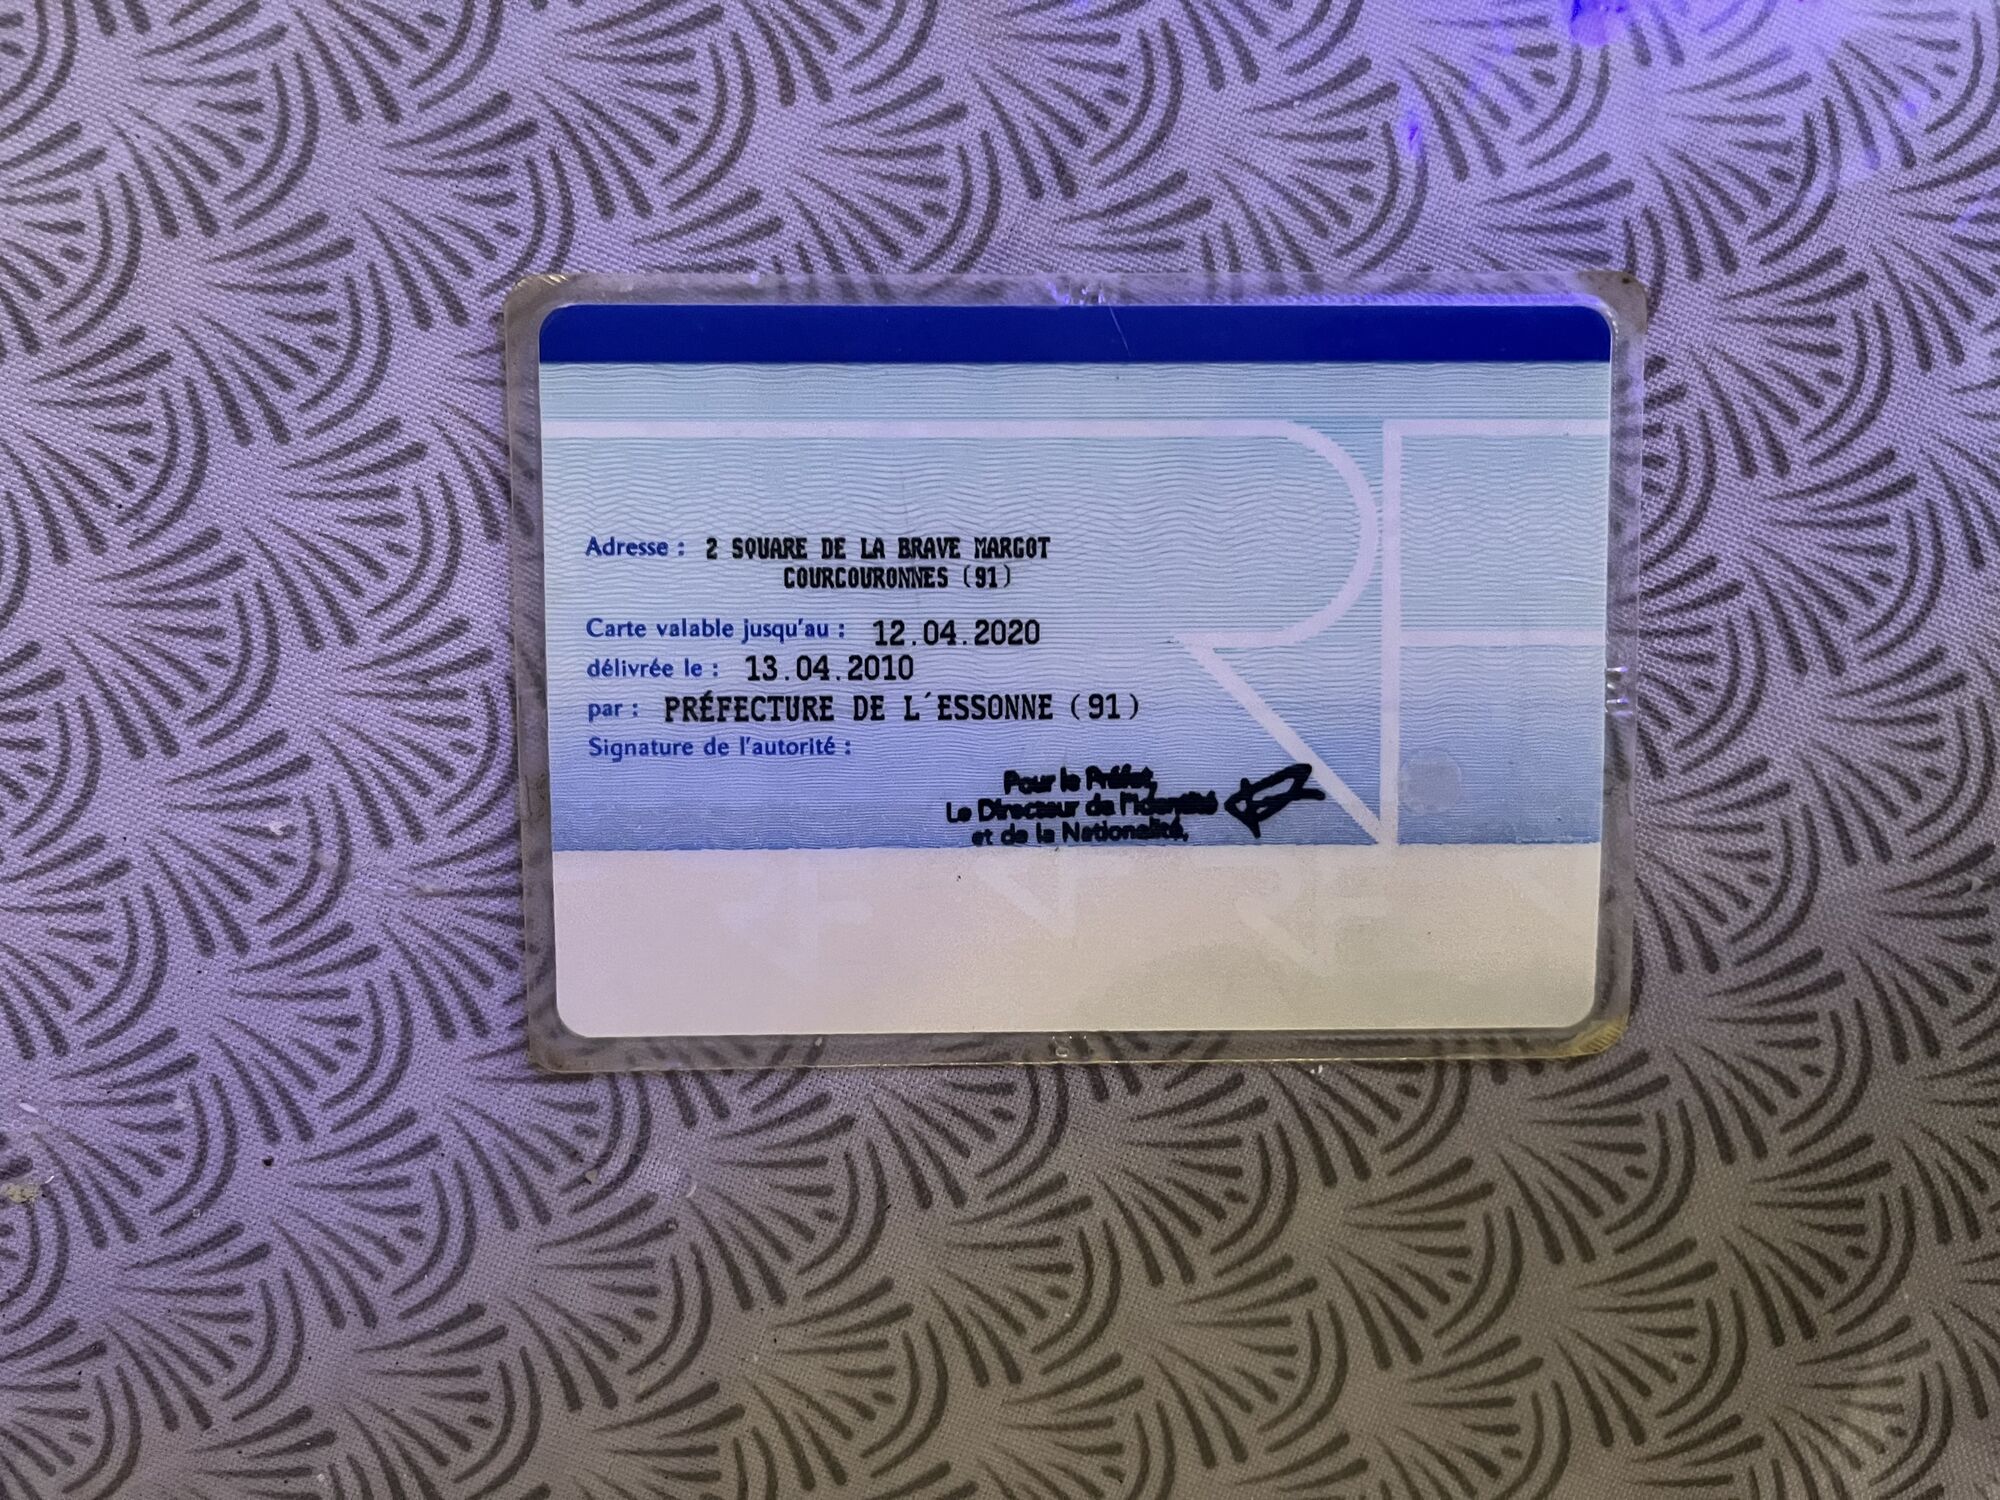 Adresse : 2 SQUARE DE LA BRAVE MARGOT
COURCOURONNES (91)
Carte valable jusqu'au : 12.04.2020
délivrée le : 13.04.2010
par : PRÉFECTURE DE L´ESSONNE (91)
Signature de l'autorité :
Pour le Préfet,
Le Directeur de l'Identité
et de la Nationalité,
RF